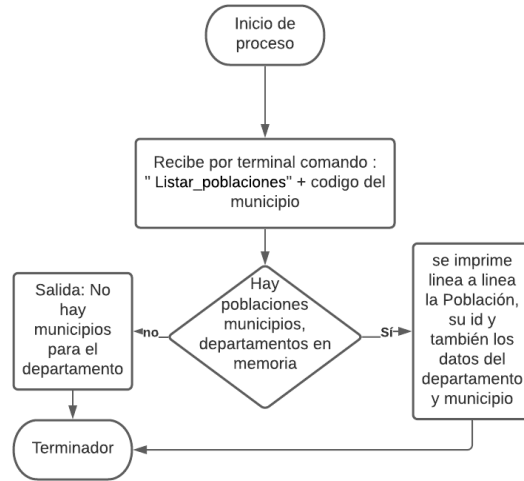 Inicio de
proceso
Recibe por terminal comando :
" Listar_poblaciones" + codigo del
municipio
Hay
poblaciones
municipios,
departamentos en
memoria
no
Sí
Salida: No
hay
municipios
para el
departamento
se imprime
linea a linea
la Población,
su id y
también los
datos del
departamento
y municipio
Terminador